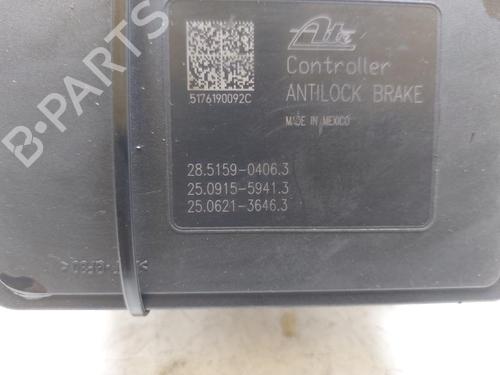 Ate
Controller
5176190092C
ANTILOCK BRAKE
MADE IN MEXICO
28.5159-0406.3
25.0915-5941.3
25.0621-3646.3